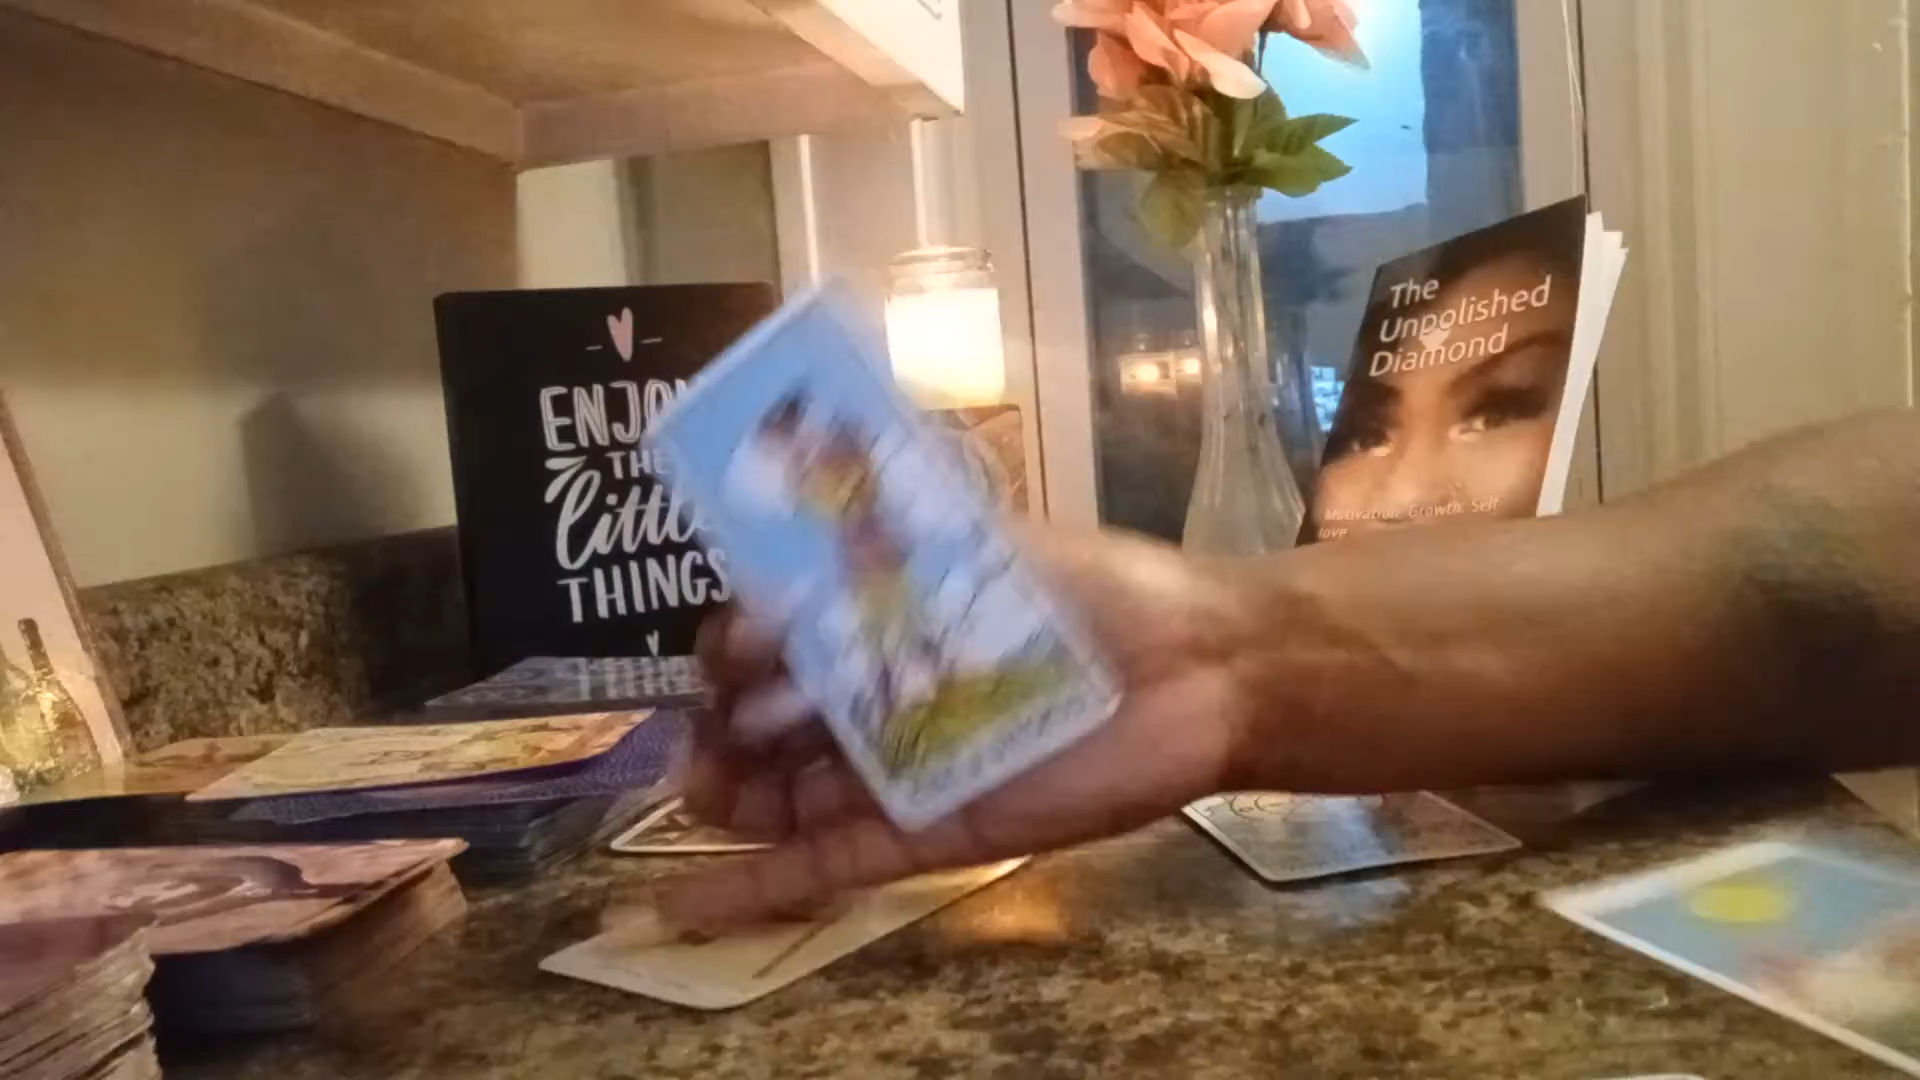 ENJOY
THE
little
THINGS
The
Unpolished
Diamond
Motivation. Growth. Self
love